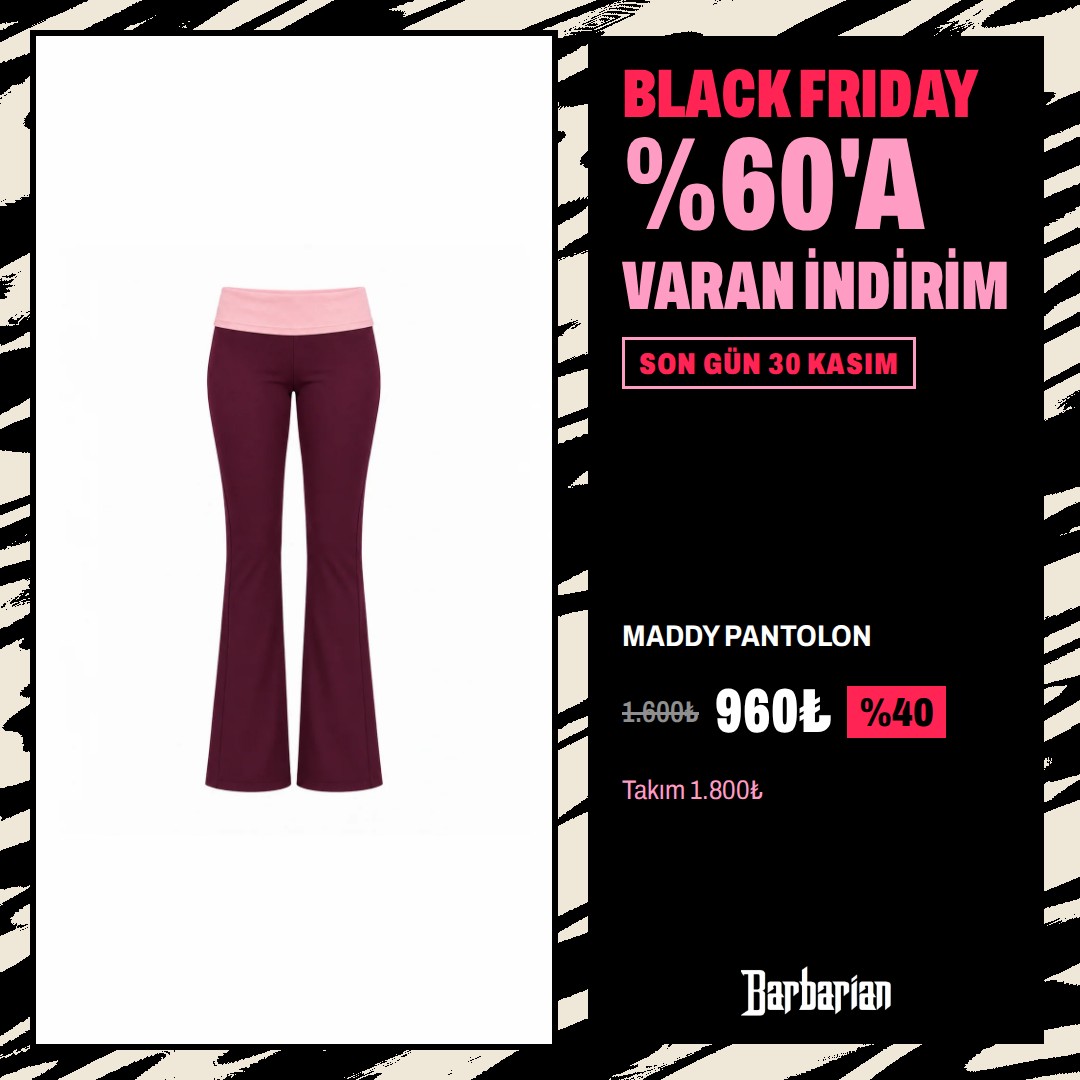 BLACK FRIDAY
%60'A
VARAN İNDİRİM
SON GÜN 30 KASIM
MADDY PANTOLON
1.600₺ 960₺ %40
Takım 1.800₺
Barbarian